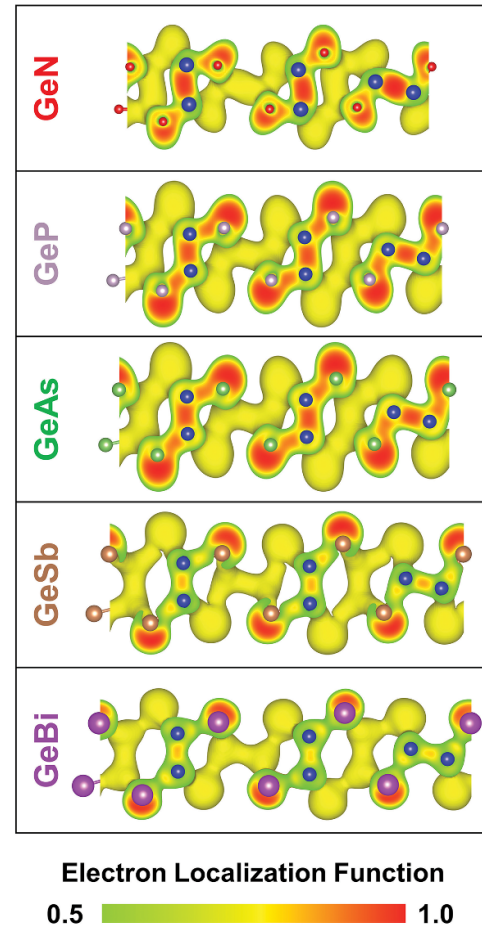 GeN
GeP
GeAs
GeSb
GeBi
Electron Localization Function
0.5 1.0